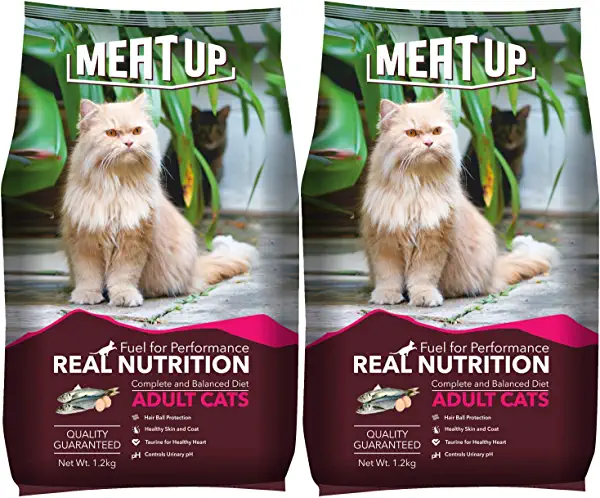 MEAT UP
Fuel for Performance
REAL NUTRITION
Complete and Balanced Diet
ADULT CATS
Hair Ball Protection
Healthy Skin and Coat
Taurine for Healthy Heart
pH Controls Urinary pH
QUALITY
GUARANTEED
Net Wt. 1.2kg
MEAT UP
Fuel for Performance
REAL NUTRITION
Complete and Balanced Diet
ADULT CATS
Hair Ball Protection
Healthy Skin and Coat
Taurine for Healthy Heart
pH Controls Urinary pH
QUALITY
GUARANTEED
Net Wt. 1.2kg